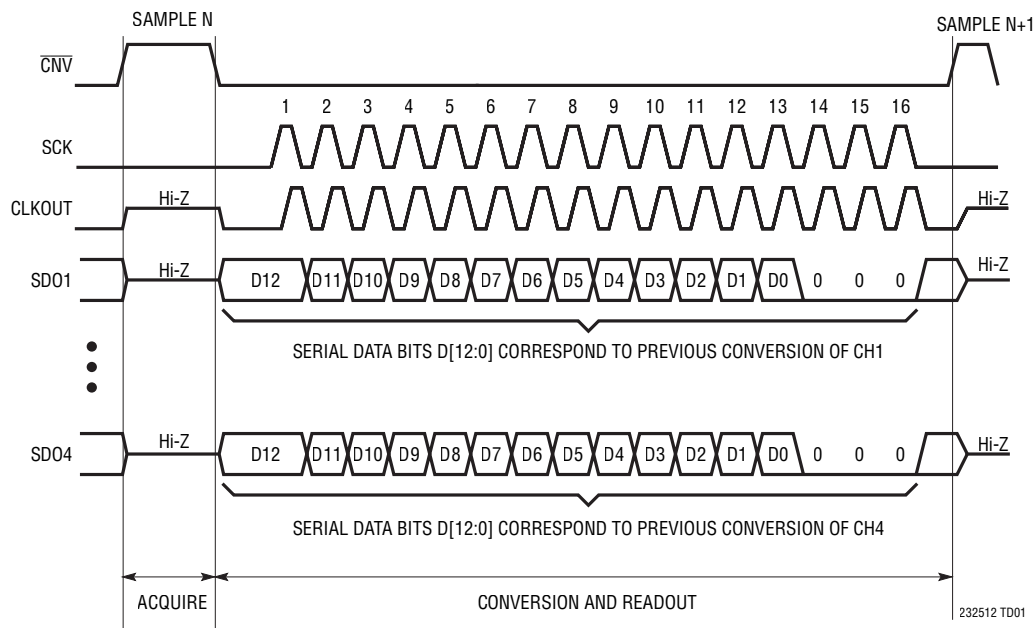 SAMPLE N
SAMPLE N+1
CNV
1 2 3 4 5 6 7 8 9 10 11 12 13 14 15 16
SCK
CLKOUT Hi-Z Hi-Z
SDO1 Hi-Z D12 D11 D10 D9 D8 D7 D6 D5 D4 D3 D2 D1 D0 0 0 0 Hi-Z
SERIAL DATA BITS D[12:0] CORRESPOND TO PREVIOUS CONVERSION OF CH1
SDO4 Hi-Z D12 D11 D10 D9 D8 D7 D6 D5 D4 D3 D2 D1 D0 0 0 0 Hi-Z
SERIAL DATA BITS D[12:0] CORRESPOND TO PREVIOUS CONVERSION OF CH4
ACQUIRE CONVERSION AND READOUT
232512 TD01